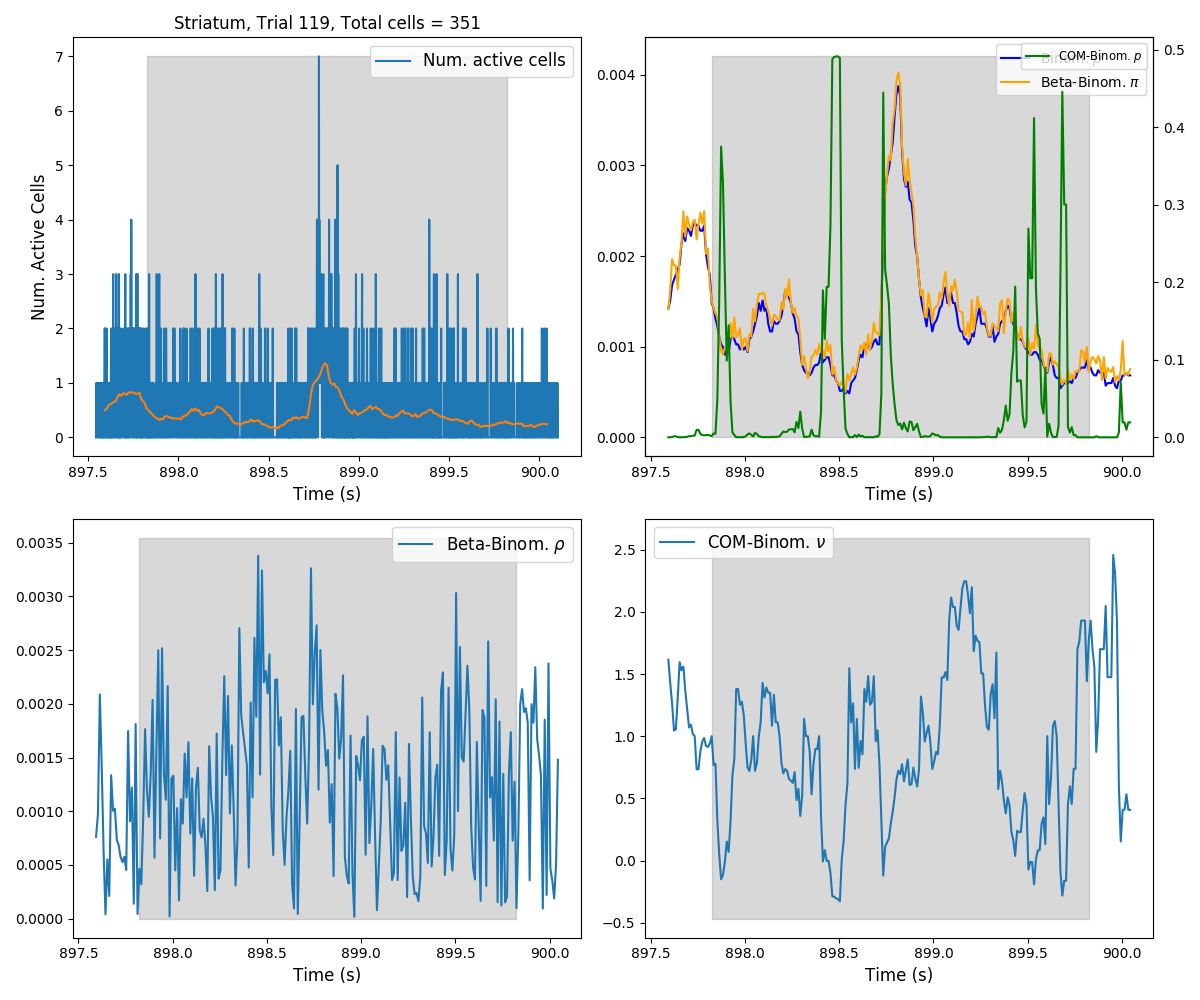 Striatum, Trial 119, Total cells = 351
Num. Active Cells
7
6
5
4
3
2
1
0
Num. active cells
897.5 898.0 898.5 899.0 899.5 900.0
Time (s)
0.004
0.003
0.002
0.001
0.000
COM-Binom. p
Beta-Binom. π
0.5
0.4
0.3
0.2
0.1
0.0
897.5 898.0 898.5 899.0 899.5 900.0
Time (s)
0.0035
0.0030
0.0025
0.0020
0.0015
0.0010
0.0005
0.0000
Beta-Binom. ρ
897.5 898.0 898.5 899.0 899.5 900.0
Time (s)
2.5
2.0
1.5
1.0
0.5
0.0
−0.5
COM-Binom. ν
897.5 898.0 898.5 899.0 899.5 900.0
Time (s)